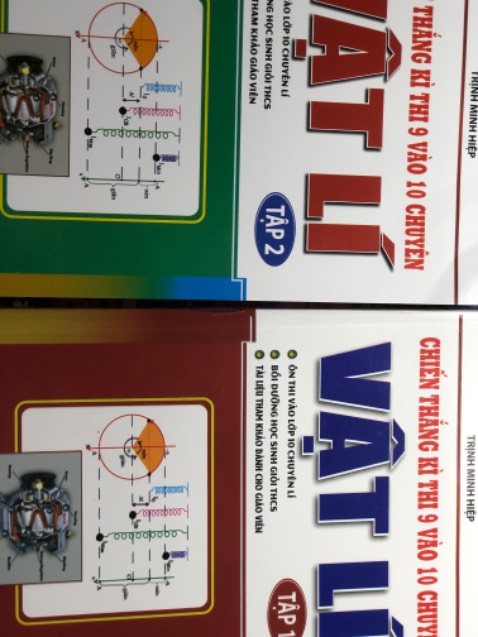 TRỊNH MINH HIỆP
THẮNG KÌ THI 9 VÀO 10 CHUYÊN
VẬT LÍ
VÀO LỚP 10 CHUYÊN LÍ
HỌC SINH GIỎI THCS
THAM KHẢO GIÁO VIÊN
TẬP 2
TRỊNH MINH HIỆP
CHIẾN THẮNG KÌ THI 9 VÀO 10 CHUYÊ
VẬT LÍ
ÔN THI VÀO LỚP 10 CHUYÊN LÍ
BỒI DƯỠNG HỌC SINH GIỎI THCS
TÀI LIỆU THAM KHẢO DÀNH CHO GIÁO VIÊN
TẬP 1